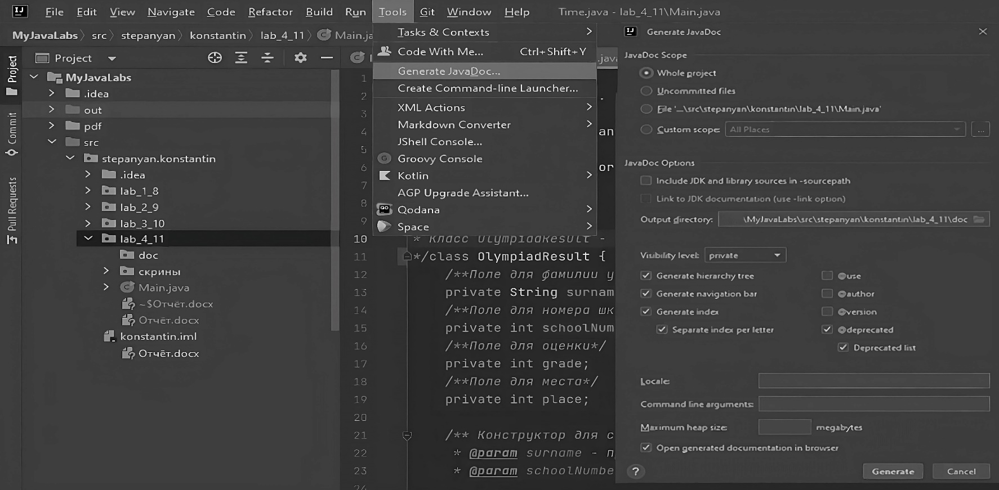 IJ File Edit View Navigate Code Refactor Build Run Tools Git Window Help Time.java - lab_4_11\Main.java
MyJavaLabs src stepanyan konstantin lab_4_11 Main.ja
Project
Commit
Pull Requests
Project
MyJavaLabs
.idea
out
pdf
src
stepanyan.konstantin
.idea
lab_1_8
lab_2_9
lab_3_10
lab_4_11
doc
скрины
Main.java
~$Отчёт.docx
Отчёт.docx
konstantin.iml
Отчёт.docx
Tasks & Contexts
Code With Me... Ctrl+Shift+Y
Generate JavaDoc...
Create Command-line Launcher...
XML Actions
Markdown Converter
JShell Console...
G Groovy Console
Kotlin
AGP Upgrade Assistant...
QD Qodana
Space
.java
1
2
3
4 an
5
6 or
7
8
9
10 * Класс OlympiadResult -
11 */class OlympiadResult {
12 /**Поле для фамилии у
13 private String surnam
14 /**Поле для номера шк
15 private int schoolNum
16 /**Поле для оценки*/
17 private int grade;
18 /**Поле для места*/
19 private int place;
20
21 /** Конструктор для с
22 * @param surname - п
23 * @param schoolNumbe
24
IJ Generate JavaDoc
JavaDoc Scope
Whole project
Uncommitted files
File '...\src\stepanyan\konstantin\lab_4_11\Main.java'
Custom scope: All Places ...
JavaDoc Options
Include JDK and library sources in -sourcepath
Link to JDK documentation (use -link option)
Output directory: \MyJavaLabs\src\stepanyan\konstantin\lab_4_11\doc
Visibility level: private
Generate hierarchy tree @use
Generate navigation bar @author
Generate index @version
Separate index per letter @deprecated
Deprecated list
Locale:
Command line arguments:
Maximum heap size: megabytes
Open generated documentation in browser
? Generate Cancel